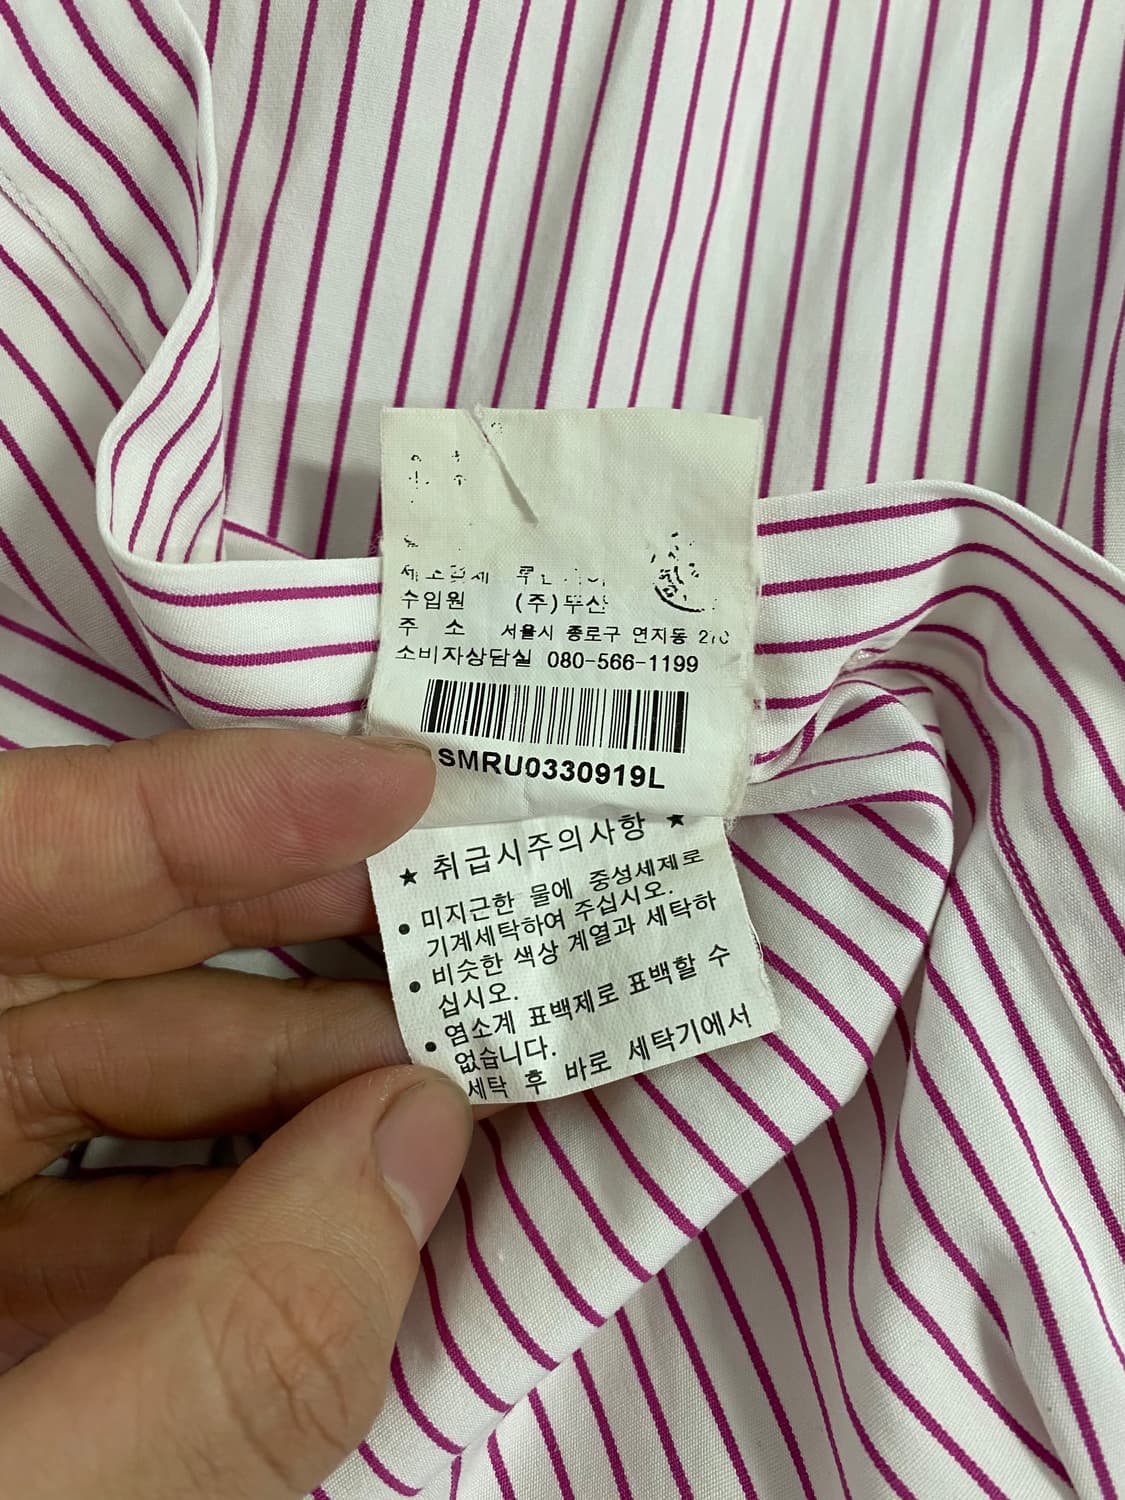 수입원 (주)두산
주 소 서울시 종로구 연지동
소비자상담실 080-566-1199
SMRU0330919L
★ 취급시주의사항 ★
● 미지근한 물에 중성세제로
기계세탁하여 주십시오.
● 비슷한 색상 계열과 세탁하
십시오.
● 염소계 표백제로 표백할 수
없습니다.
세탁 후 바로 세탁기에서